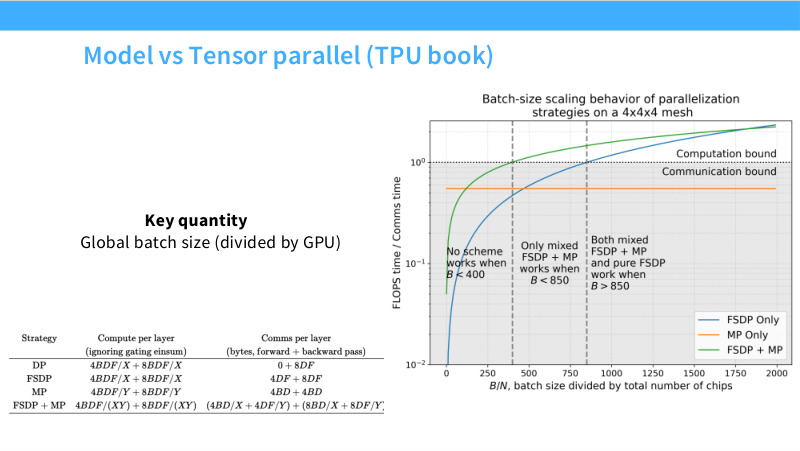 Model vs Tensor parallel (TPU book)
Key quantity
Global batch size (divided by GPU)
Strategy Compute per layer Comms per layer
(ignoring gating einsum) (bytes, forward + backward pass)
DP 4BDF/X + 8BDF/X 0 + 8DF
FSDP 4BDF/X + 8BDF/X 4DF + 8DF
MP 4BDF/Y + 8BDF/Y 4BD + 4BD
FSDP + MP 4BDF/(XY) + 8BDF/(XY) (4BD/X + 4DF/Y) + (8BD/X + 8DF/Y)
Batch-size scaling behavior of parallelization
strategies on a 4x4x4 mesh
FLOPS time / Comms time
10⁰
10⁻¹
10⁻²
Computation bound
Communication bound
No scheme
works when
B < 400
Only mixed
FSDP + MP
works when
B < 850
Both mixed
FSDP + MP
and pure FSDP
work when
B > 850
FSDP Only
MP Only
FSDP + MP
0 250 500 750 1000 1250 1500 1750 2000
B/N, batch size divided by total number of chips